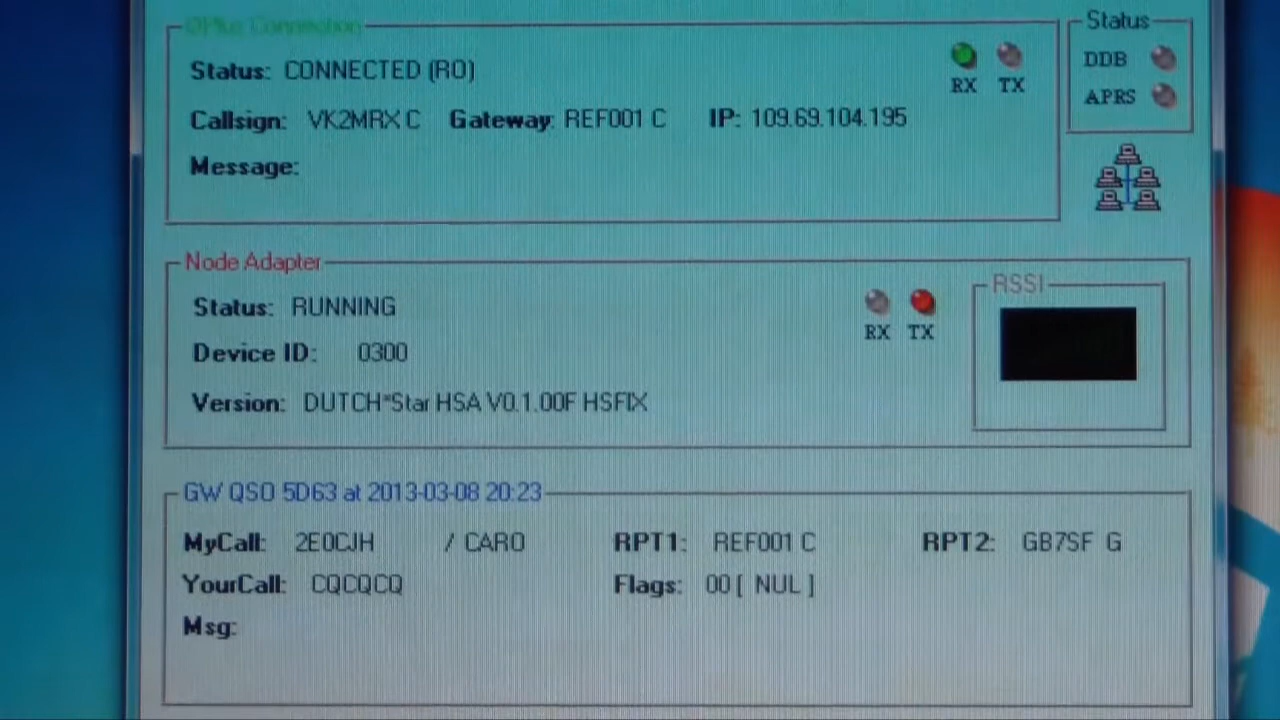 DPlus Connection
Status
Status: CONNECTED (RO)
RX TX
DDB
APRS
Callsign: VK2MRX C Gateway: REF001 C IP: 109.69.104.195
Message:
Node Adapter
RSSI
Status: RUNNING
RX TX
Device ID: 0300
Version: DUTCH*Star HSA V0.1.00F HSFIX
GW QSO 5D63 at 2013-03-08 20:23
MyCall: 2E0CJH / CARO RPT1: REF001 C RPT2: GB7SF G
YourCall: CQCQCQ Flags: 00 [ NUL ]
Msg: